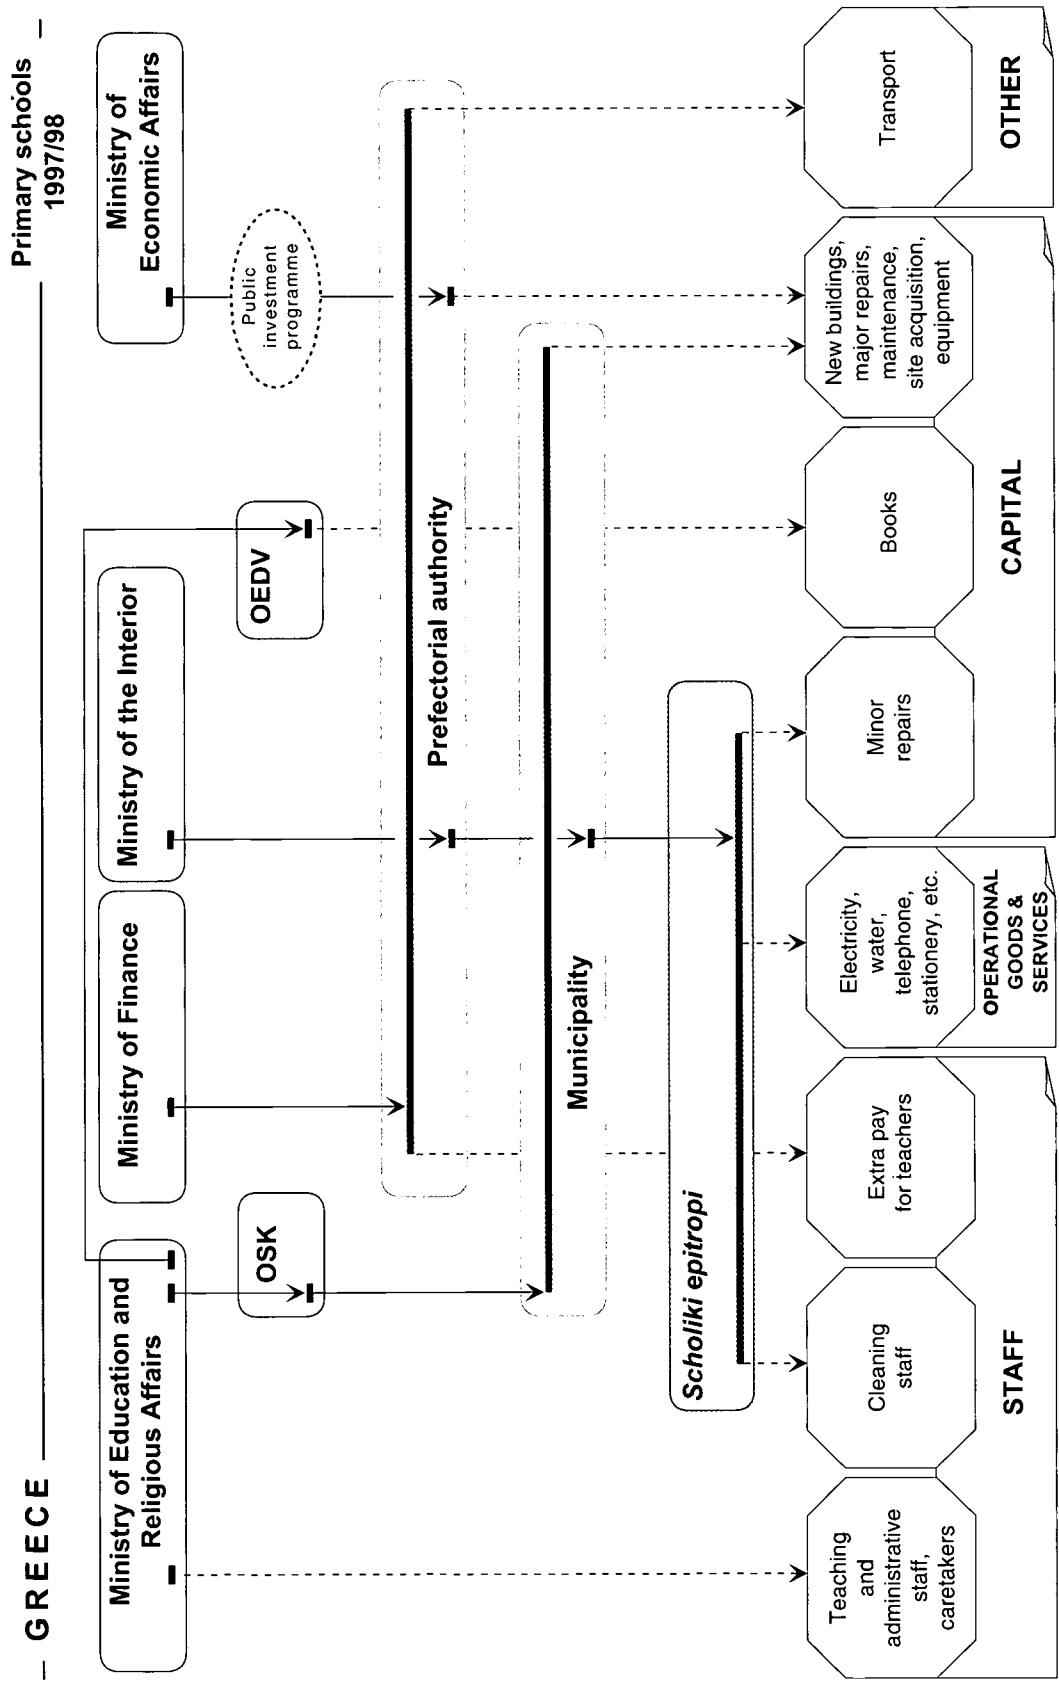 GREECE
Primary schools
1997/98
Ministry of Education and
Religious Affairs
Ministry of Finance
Ministry of the Interior
Ministry of
Economic Affairs
OSK
OEDV
Public
investment
programme
Prefectorial authority
Municipality
Scholiki epitropi
Teaching
and
administrative
staff,
caretakers
Cleaning
staff
Extra pay
for teachers
Electricity,
water,
telephone,
stationery, etc.
Minor
repairs
Books
New buildings,
major repairs,
maintenance,
site acquisition,
equipment
Transport
STAFF
OPERATIONAL
GOODS &
SERVICES
CAPITAL
OTHER